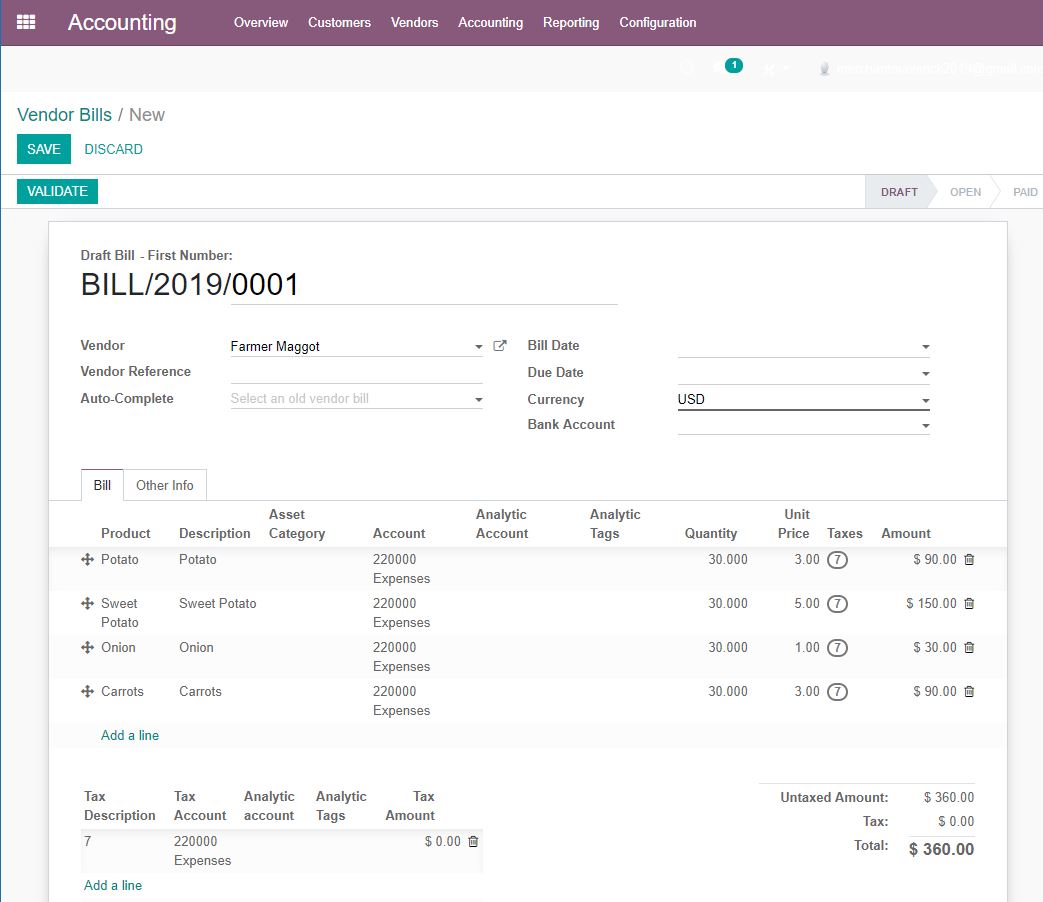 Accounting Overview Customers Vendors Accounting Reporting Configuration
1
Vendor Bills / New
SAVE DISCARD
VALIDATE DRAFT OPEN PAID
Draft Bill - First Number:
BILL/2019/0001
Vendor Farmer Maggot Bill Date
Vendor Reference Due Date
Auto-Complete Select an old vendor bill Currency USD
Bank Account
Bill Other Info
Product Description Asset Category Account Analytic Account Analytic Tags Quantity Unit Price Taxes Amount
Potato Potato 220000 Expenses 30.000 3.00 7 $ 90.00
Sweet Potato Sweet Potato 220000 Expenses 30.000 5.00 7 $ 150.00
Onion Onion 220000 Expenses 30.000 1.00 7 $ 30.00
Carrots Carrots 220000 Expenses 30.000 3.00 7 $ 90.00
Add a line
Tax Description Tax Account Analytic account Analytic Tags Tax Amount
7 220000 Expenses $ 0.00
Add a line
Untaxed Amount: $ 360.00
Tax: $ 0.00
Total: $ 360.00